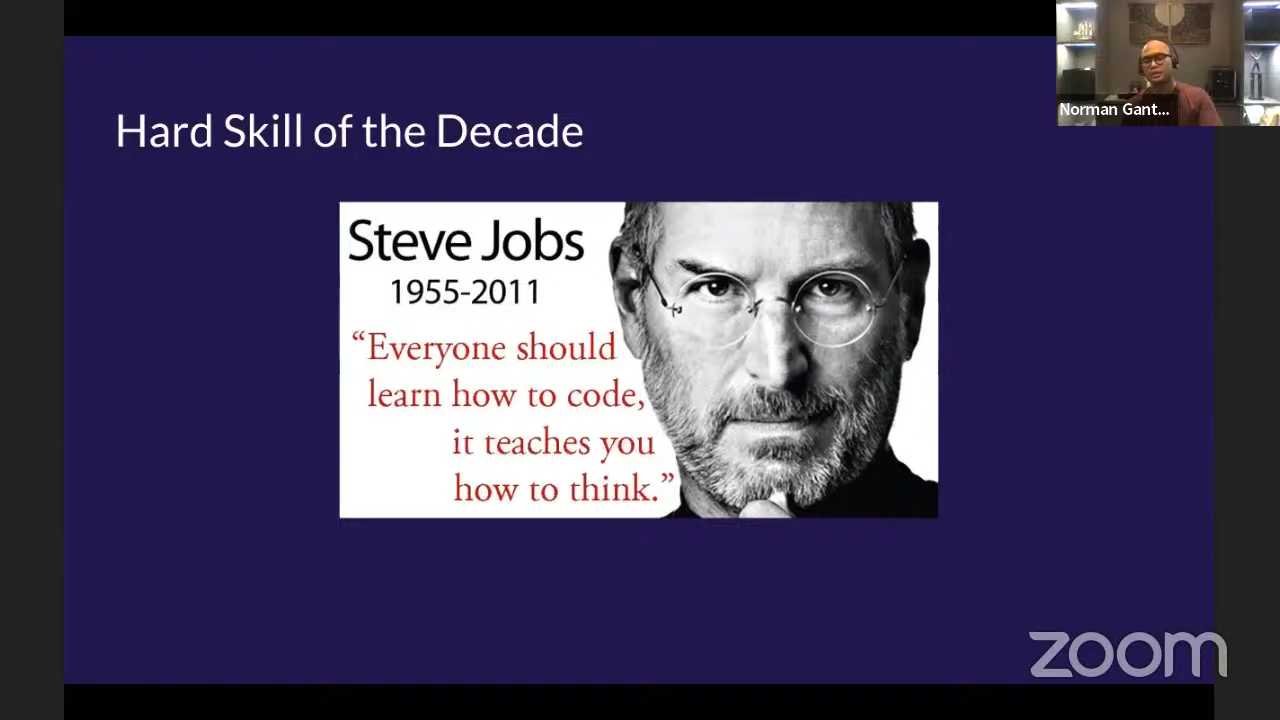 Hard Skill of the Decade
Norman Gant...
Steve Jobs
1955-2011
“Everyone should
learn how to code,
it teaches you
how to think.”
zoom